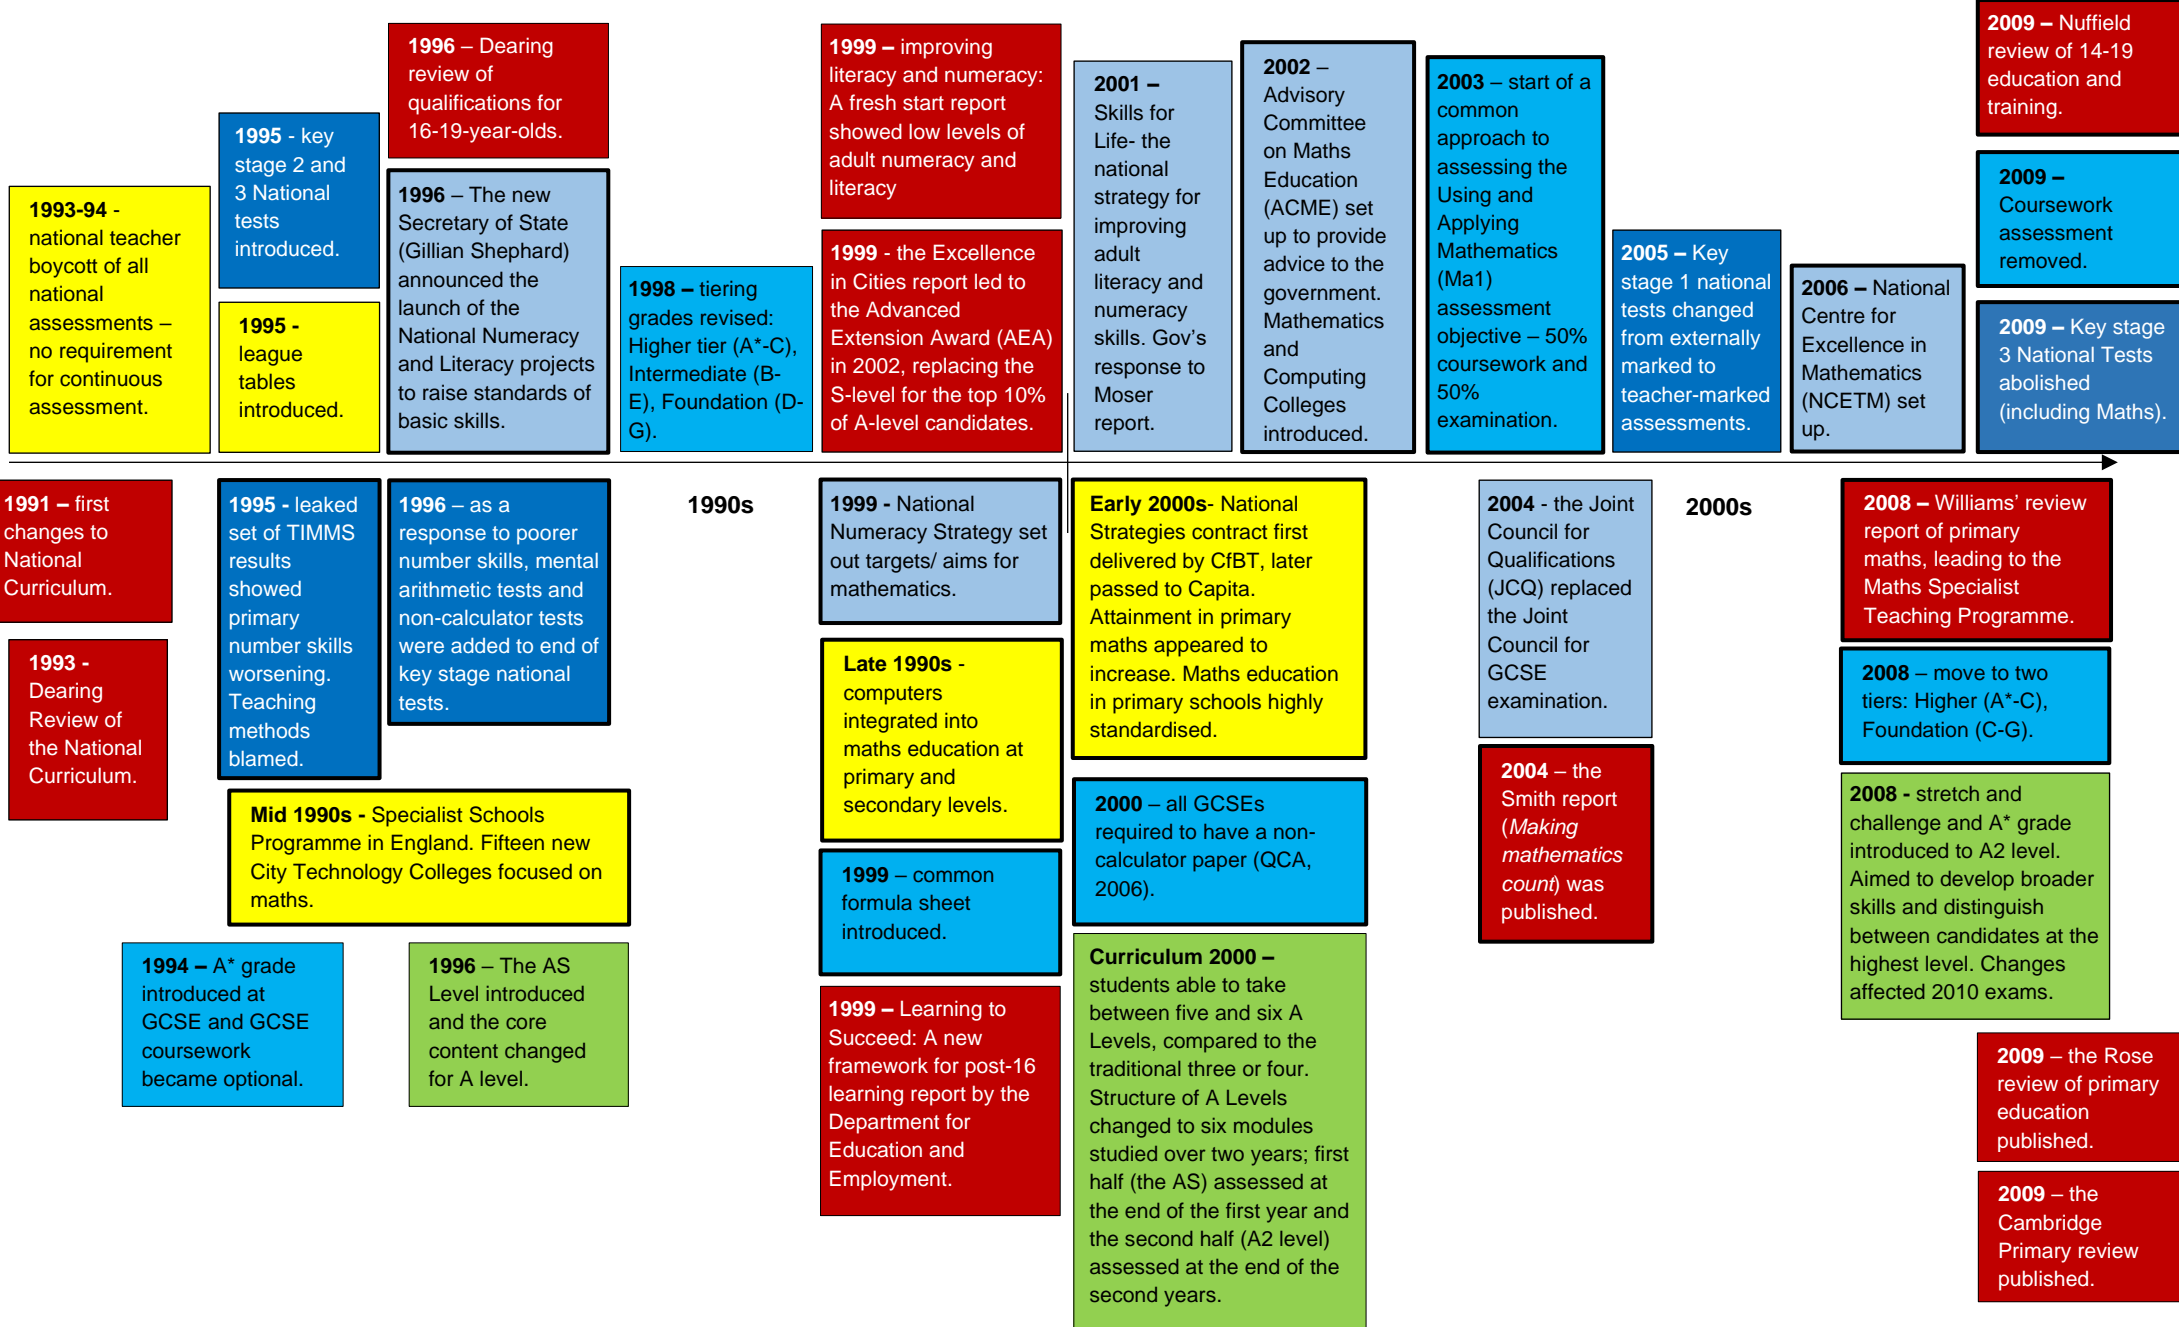 1993-94 -
national teacher
boycott of all
national
assessments –
no requirement
for continuous
assessment.
1995 - key
stage 2 and
3 National
tests
introduced.
1995 -
league
tables
introduced.
1996 – Dearing
review of
qualifications for
16-19-year-olds.
1996 – The new
Secretary of State
(Gillian Shephard)
announced the
launch of the
National Numeracy
and Literacy projects
to raise standards of
basic skills.
1998 – tiering
grades revised:
Higher tier (A*-C),
Intermediate (B-
E), Foundation (D-
G).
1999 – improving
literacy and numeracy:
A fresh start report
showed low levels of
adult numeracy and
literacy
1999 - the Excellence
in Cities report led to
the Advanced
Extension Award (AEA)
in 2002, replacing the
S-level for the top 10%
of A-level candidates.
2001 –
Skills for
Life- the
national
strategy for
improving
adult
literacy and
numeracy
skills. Gov's
response to
Moser
report.
2002 –
Advisory
Committee
on Maths
Education
(ACME) set
up to provide
advice to the
government.
Mathematics
and
Computing
Colleges
introduced.
2003 – start of a
common
approach to
assessing the
Using and
Applying
Mathematics
(Ma1)
assessment
objective – 50%
coursework and
50%
examination.
2005 – Key
stage 1 national
tests changed
from externally
marked to
teacher-marked
assessments.
2006 – National
Centre for
Excellence in
Mathematics
(NCETM) set
up.
2009 – Nuffield
review of 14-19
education and
training.
2009 –
Coursework
assessment
removed.
2009 – Key stage
3 National Tests
abolished
(including Maths).
1991 – first
changes to
National
Curriculum.
1993 -
Dearing
Review of
the National
Curriculum.
1995 - leaked
set of TIMMS
results
showed
primary
number skills
worsening.
Teaching
methods
blamed.
1996 – as a
response to poorer
number skills, mental
arithmetic tests and
non-calculator tests
were added to end of
key stage national
tests.
Mid 1990s - Specialist Schools
Programme in England. Fifteen new
City Technology Colleges focused on
maths.
1994 – A* grade
introduced at
GCSE and GCSE
coursework
became optional.
1996 – The AS
Level introduced
and the core
content changed
for A level.
1990s
1999 - National
Numeracy Strategy set
out targets/ aims for
mathematics.
Late 1990s -
computers
integrated into
maths education at
primary and
secondary levels.
1999 – common
formula sheet
introduced.
1999 – Learning to
Succeed: A new
framework for post-16
learning report by the
Department for
Education and
Employment.
Early 2000s- National
Strategies contract first
delivered by CfBT, later
passed to Capita.
Attainment in primary
maths appeared to
increase. Maths education
in primary schools highly
standardised.
2000 – all GCSEs
required to have a non-
calculator paper (QCA,
2006).
Curriculum 2000 –
students able to take
between five and six A
Levels, compared to the
traditional three or four.
Structure of A Levels
changed to six modules
studied over two years; first
half (the AS) assessed at
the end of the first year and
the second half (A2 level)
assessed at the end of the
second years.
2004 - the Joint
Council for
Qualifications
(JCQ) replaced
the Joint
Council for
GCSE
examination.
2004 – the
Smith report
(Making
mathematics
count) was
published.
2000s
2008 – Williams' review
report of primary
maths, leading to the
Maths Specialist
Teaching Programme.
2008 – move to two
tiers: Higher (A*-C),
Foundation (C-G).
2008 - stretch and
challenge and A* grade
introduced to A2 level.
Aimed to develop broader
skills and distinguish
between candidates at the
highest level. Changes
affected 2010 exams.
2009 – the Rose
review of primary
education
published.
2009 – the
Cambridge
Primary review
published.